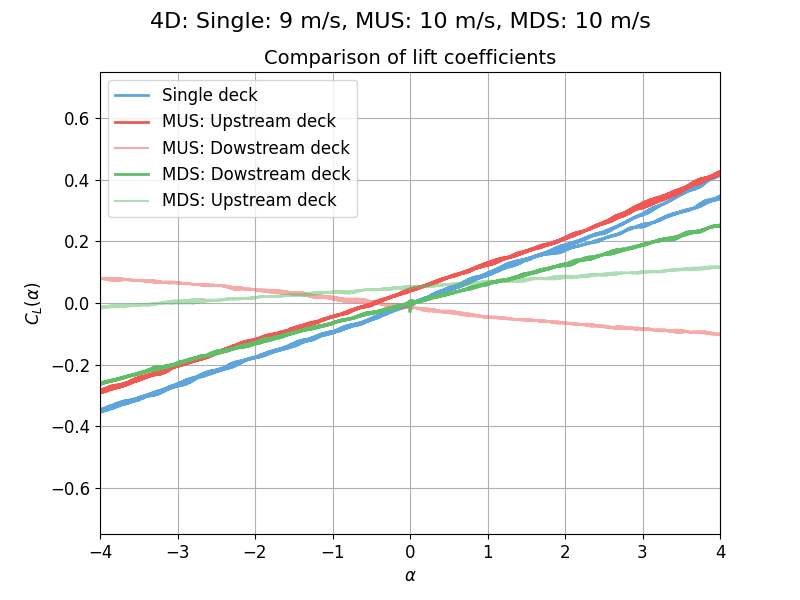 4D: Single: 9 m/s, MUS: 10 m/s, MDS: 10 m/s
Comparison of lift coefficients
Single deck
MUS: Upstream deck
MUS: Dowstream deck
MDS: Dowstream deck
MDS: Upstream deck
0.6
0.4
0.2
0.0
−0.2
−0.4
−0.6
C_L(α)
−4 −3 −2 −1 0 1 2 3 4
α